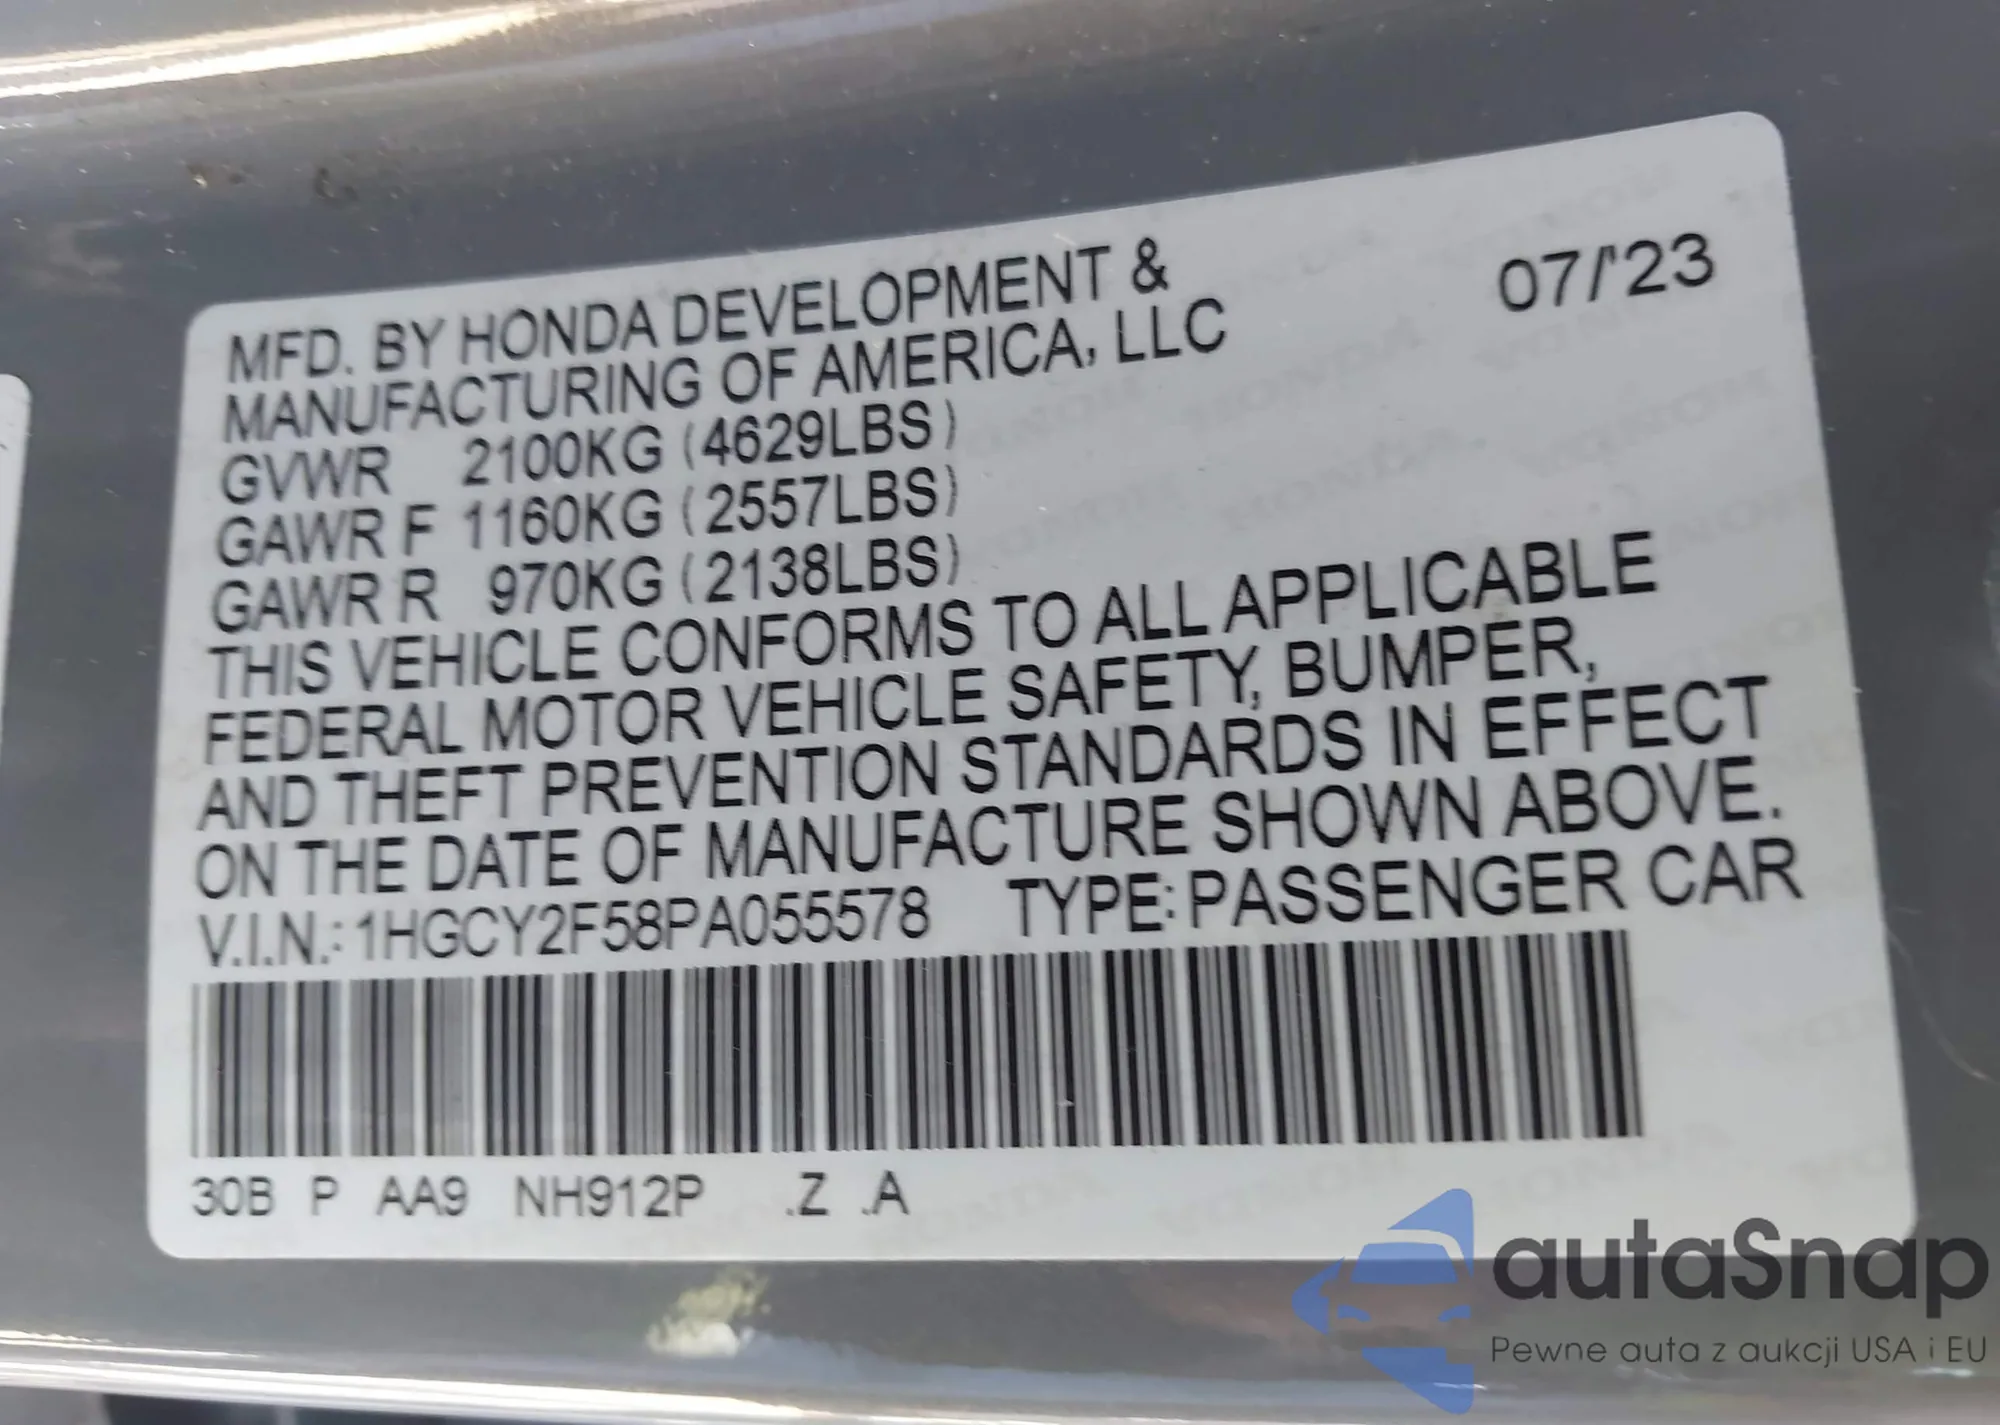 MFD. BY HONDA DEVELOPMENT & 07/'23
MANUFACTURING OF AMERICA, LLC
GVWR 2100KG (4629LBS)
GAWR F 1160KG (2557LBS)
GAWR R 970KG (2138LBS)
THIS VEHICLE CONFORMS TO ALL APPLICABLE
FEDERAL MOTOR VEHICLE SAFETY, BUMPER,
AND THEFT PREVENTION STANDARDS IN EFFECT
ON THE DATE OF MANUFACTURE SHOWN ABOVE.
V.I.N.: 1HGCY2F58PA055578 TYPE: PASSENGER CAR
30B P AA9 NH912P .Z .A
autaSnap
Pewne auta z aukcji USA i EU